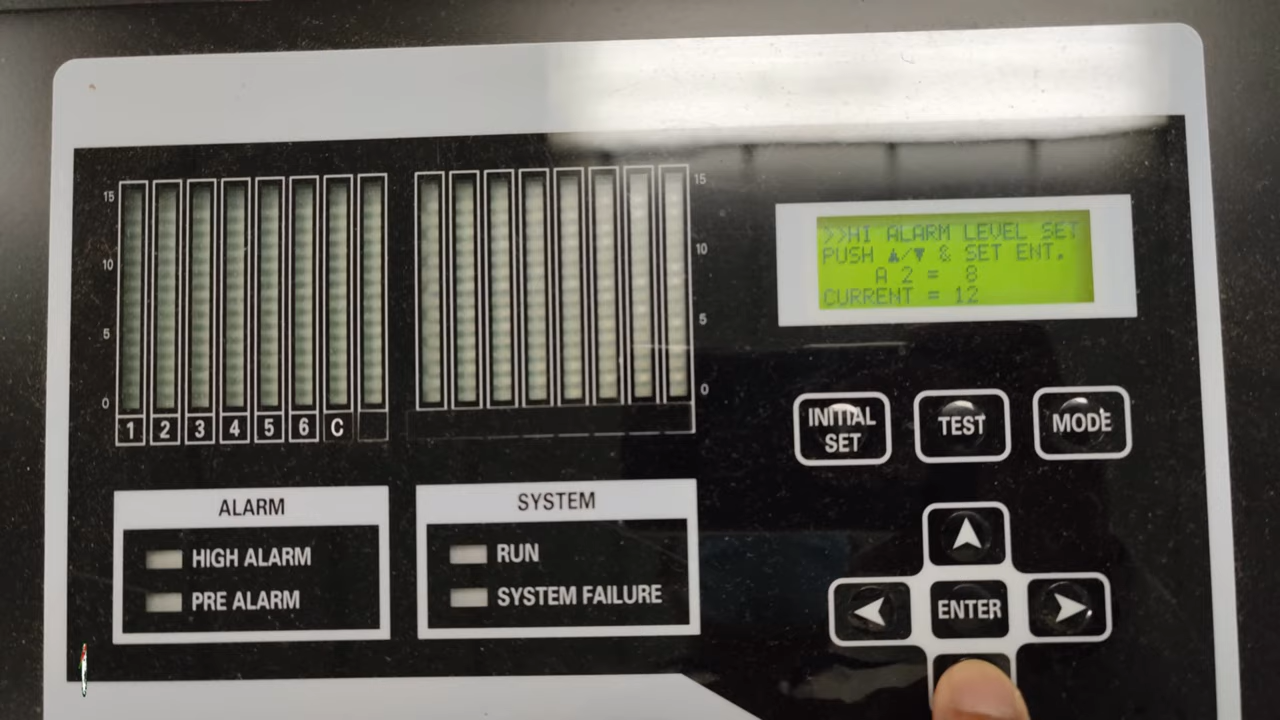 15
10
5
0
1 2 3 4 5 6 C
15
10
5
0
>>HI ALARM LEVEL SET
PUSH ▲/▼ & SET ENT.
A 2 = 8
CURRENT = 12
INITIAL
SET
TEST
MODE
ALARM
HIGH ALARM
PRE ALARM
SYSTEM
RUN
SYSTEM FAILURE
ENTER